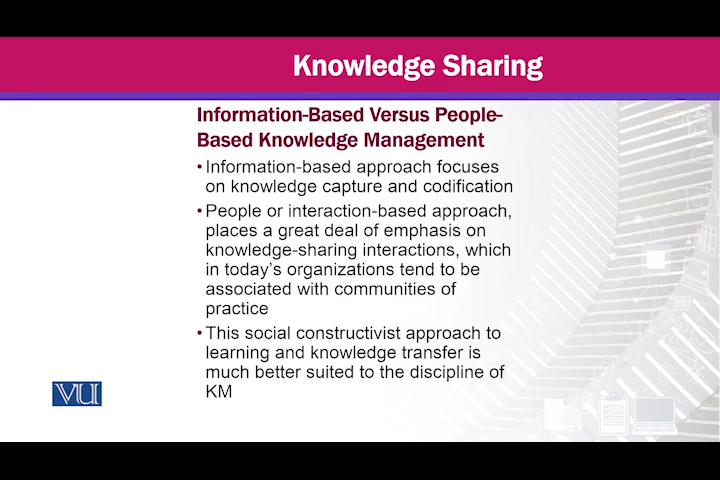 Knowledge Sharing
Information-Based Versus People-
Based Knowledge Management
• Information-based approach focuses
on knowledge capture and codification
• People or interaction-based approach,
places a great deal of emphasis on
knowledge-sharing interactions, which
in today's organizations tend to be
associated with communities of
practice
• This social constructivist approach to
learning and knowledge transfer is
much better suited to the discipline of
KM
VU